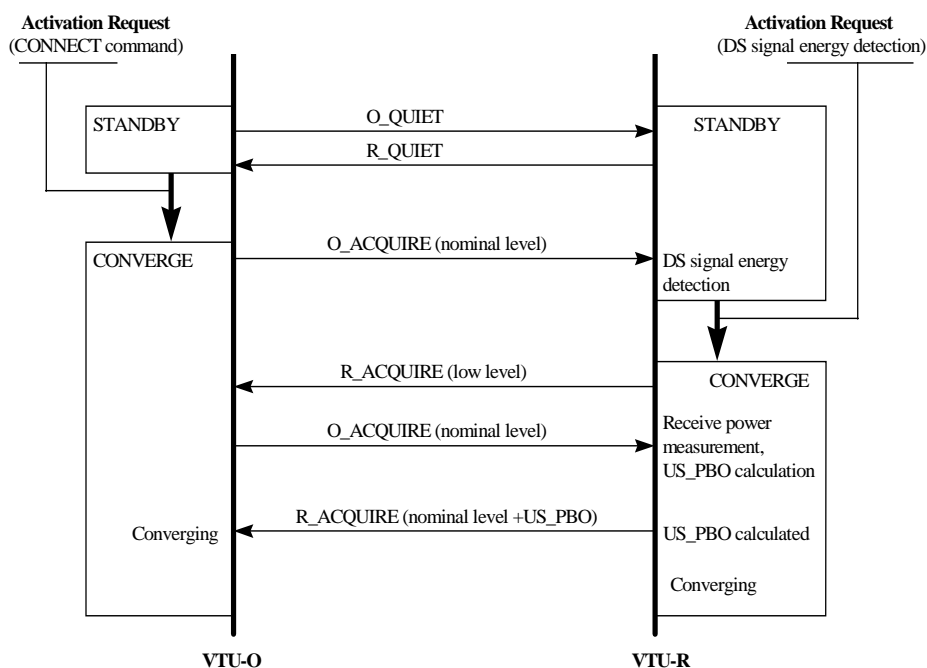 Activation Request
(CONNECT command)
Activation Request
(DS signal energy detection)
STANDBY
O_QUIET
STANDBY
R_QUIET
CONVERGE
O_ACQUIRE (nominal level)
DS signal energy
detection
R_ACQUIRE (low level)
CONVERGE
O_ACQUIRE (nominal level)
Receive power
measurement,
US_PBO calculation
Converging
R_ACQUIRE (nominal level +US_PBO)
US_PBO calculated
Converging
VTU-O
VTU-R